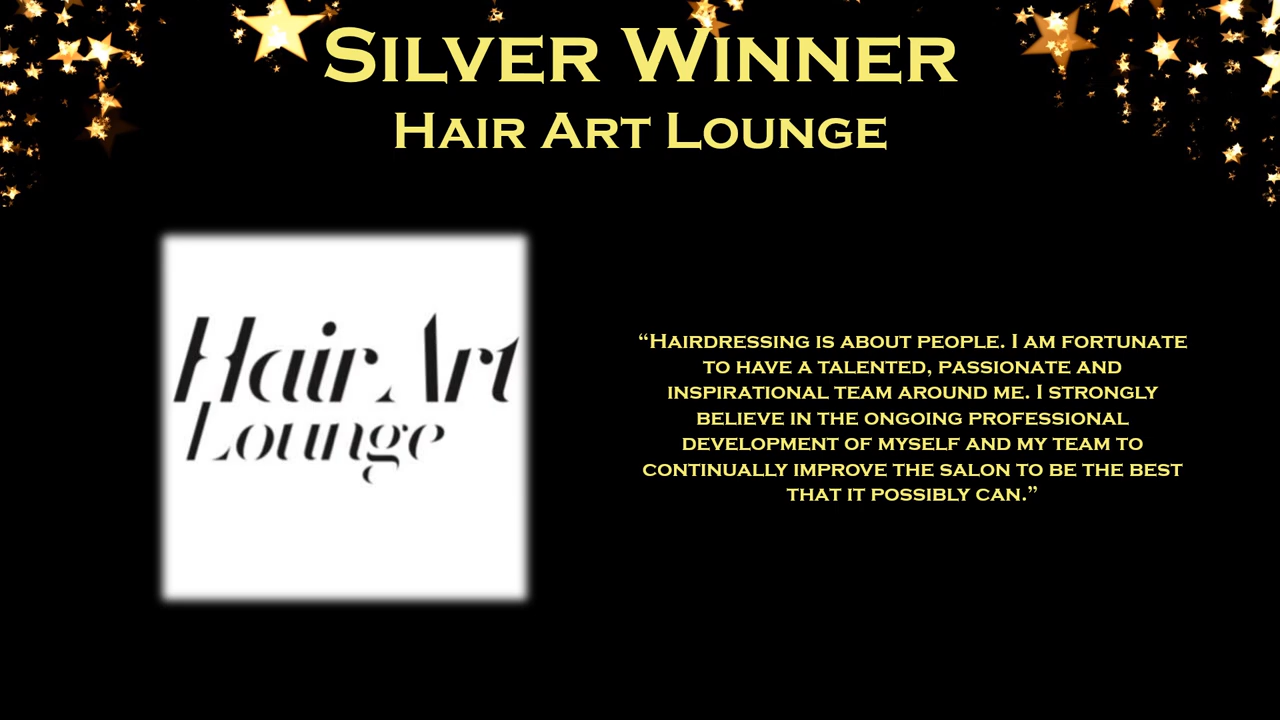 Silver Winner
Hair Art Lounge
Hair Art
Lounge
“Hairdressing is about people. I am fortunate
to have a talented, passionate and
inspirational team around me. I strongly
believe in the ongoing professional
development of myself and my team to
continually improve the salon to be the best
that it possibly can.”